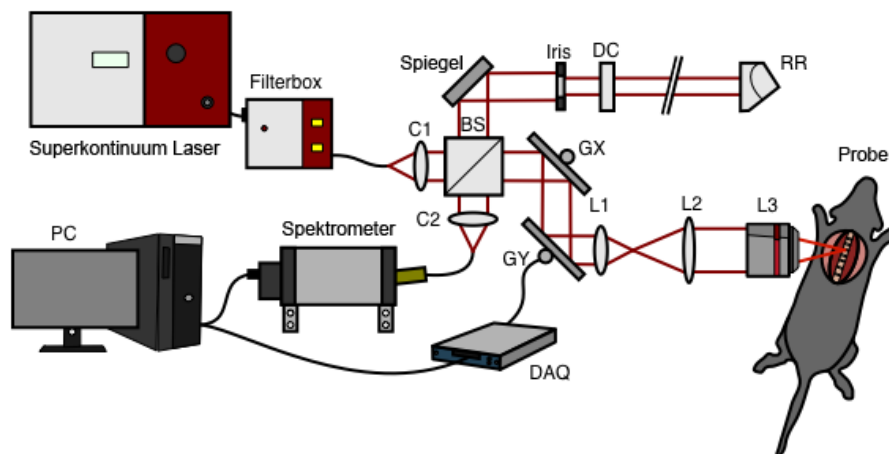 Superkontinuum Laser
Filterbox
C1
BS
Spiegel
Iris
DC
RR
GX
C2
GY
L1
L2
L3
Probe
PC
Spektrometer
DAQ